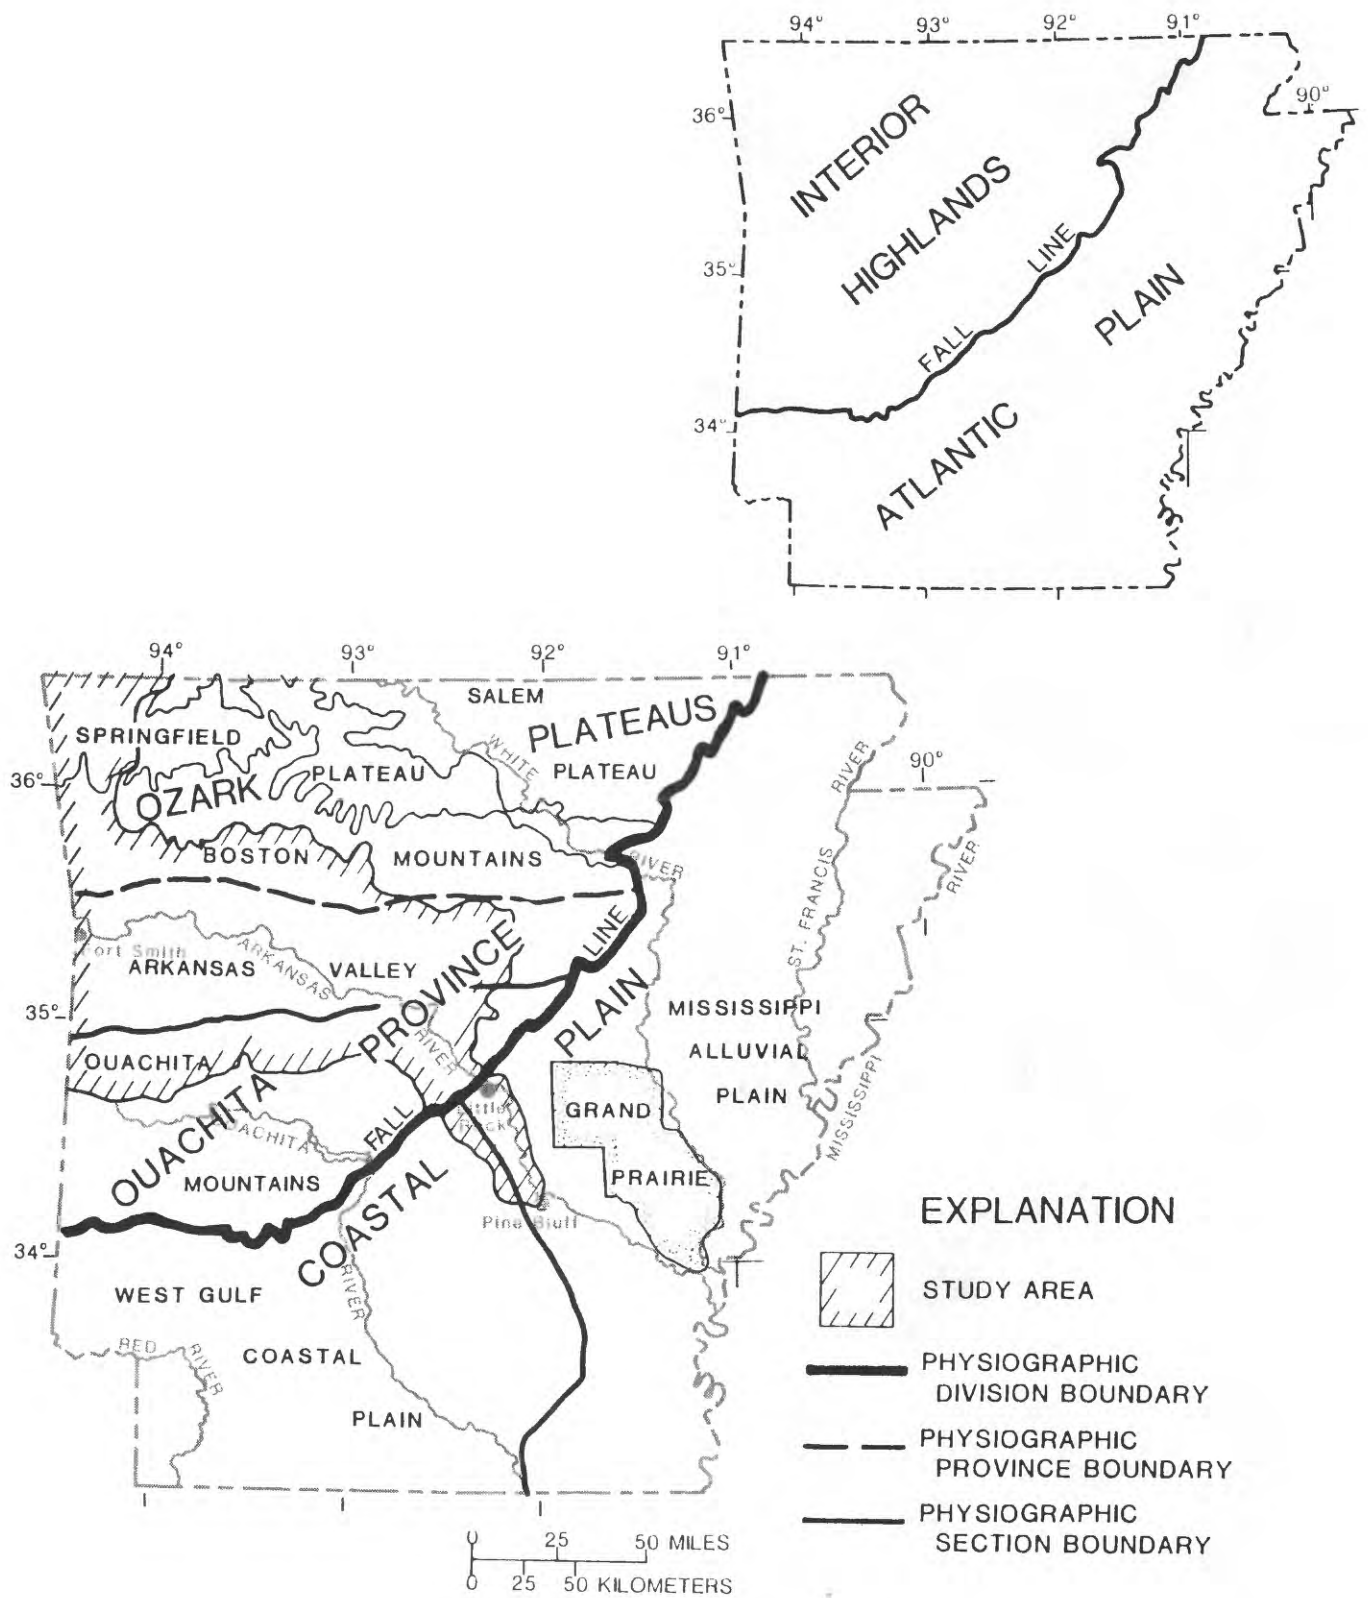 94° 93° 92° 91°
90°
36°
35°
34°
INTERIOR
HIGHLANDS
FALL LINE
ATLANTIC
PLAIN
94° 93° 92° 91°
90°
36°
35°
34°
SALEM
PLATEAUS
PLATEAU
SPRINGFIELD
PLATEAU
OZARK
WHITE
RIVER
BOSTON MOUNTAINS
ST. FRANCIS
RIVER
MISSISSIPPI
RIVER
Fort Smith
ARKANSAS VALLEY
ARKANSAS
RIVER
OUACHITA
PROVINCE
FALL LINE
COASTAL
PLAIN
OUACHITA
MOUNTAINS
OUACHITA
RIVER
Little
Rock
Pine Bluff
MISSISSIPPI
ALLUVIAL
PLAIN
GRAND
PRAIRIE
WEST GULF
COASTAL
PLAIN
RED RIVER
EXPLANATION
STUDY AREA
PHYSIOGRAPHIC
DIVISION BOUNDARY
PHYSIOGRAPHIC
PROVINCE BOUNDARY
PHYSIOGRAPHIC
SECTION BOUNDARY
0 25 50 MILES
0 25 50 KILOMETERS